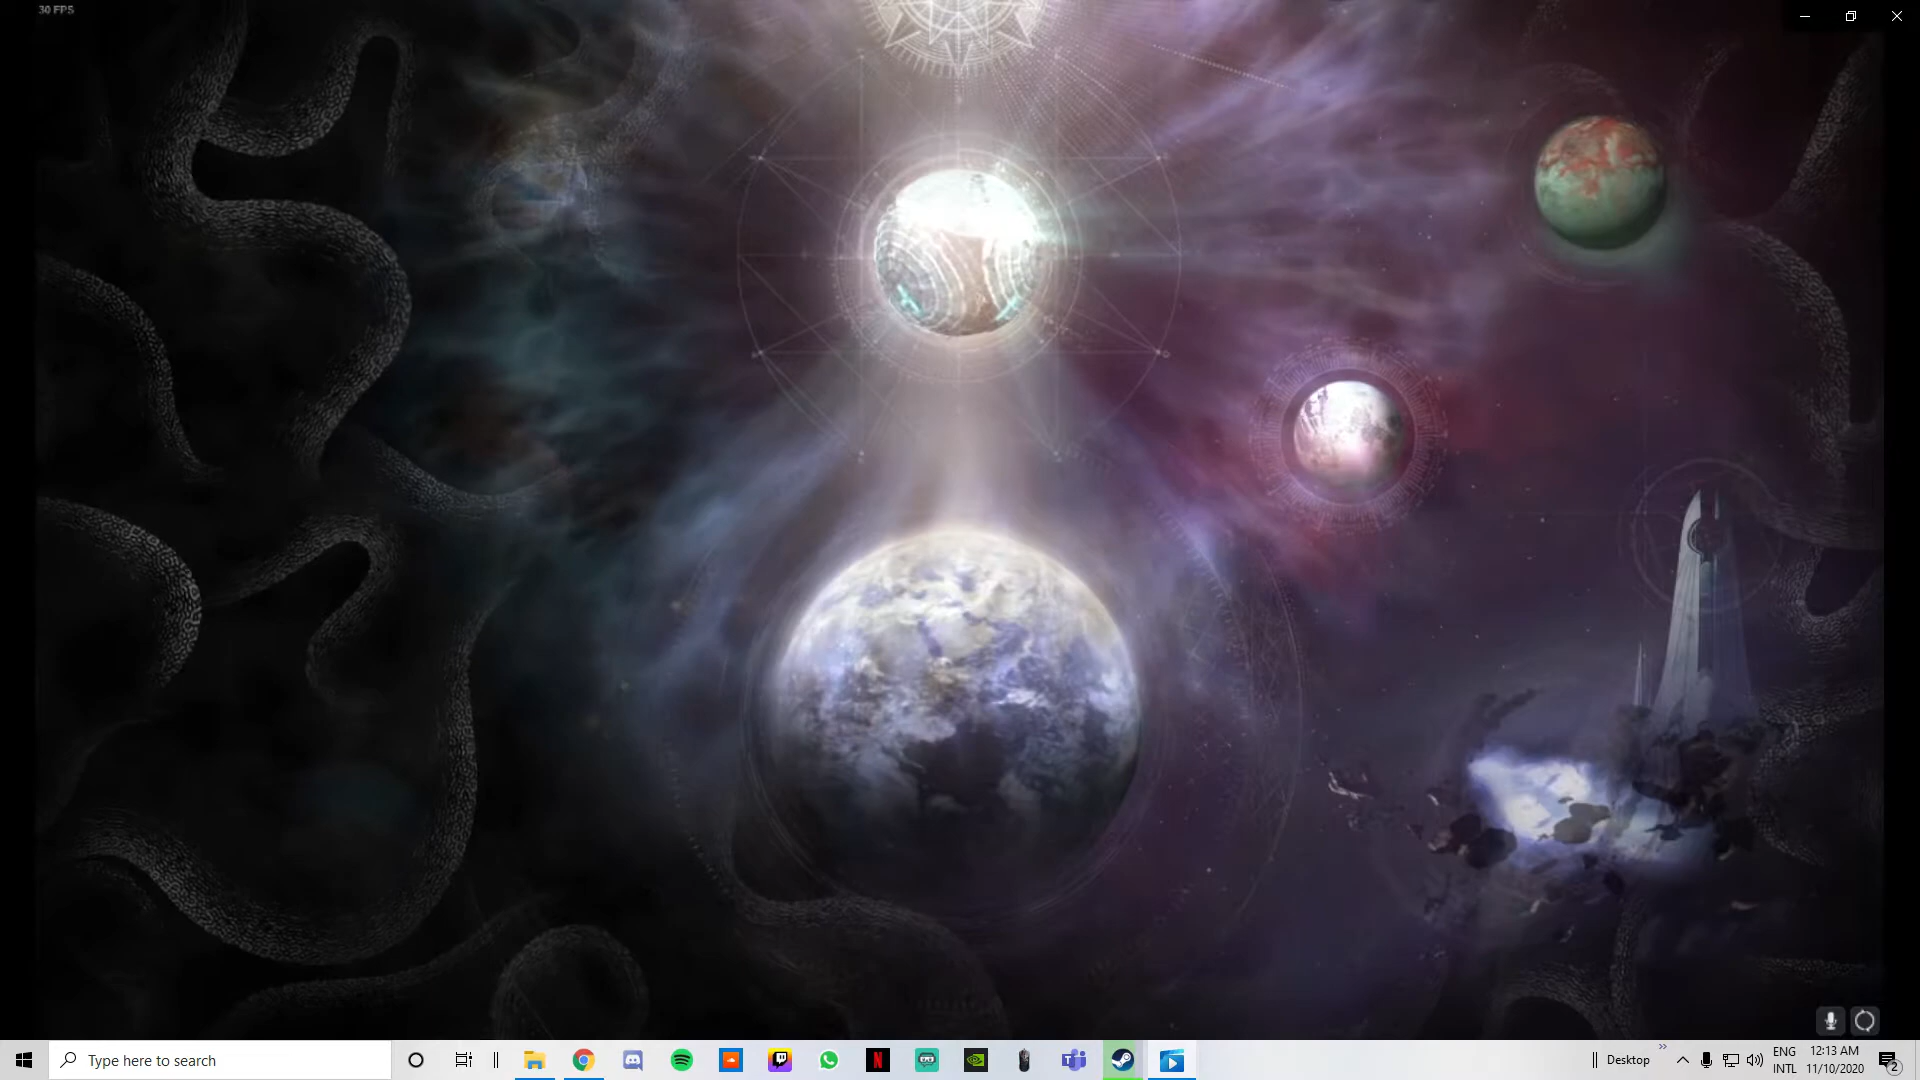 30 FPS
Type here to search
Desktop
ENG
INTL
12:13 AM
11/10/2020
2